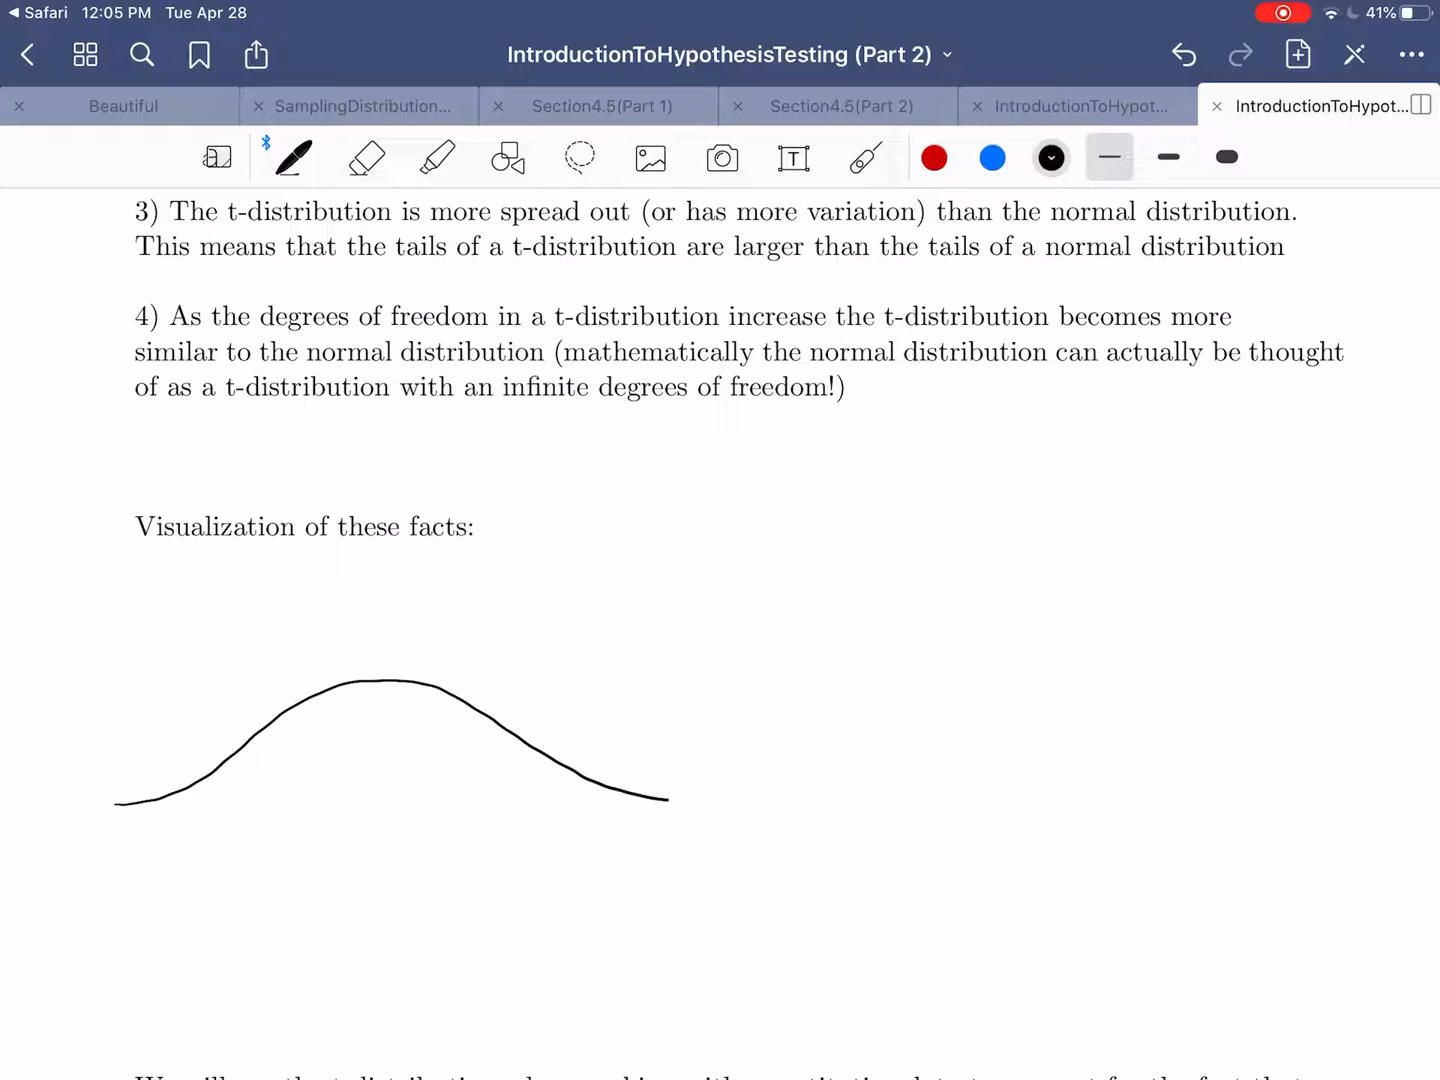 Safari 12:05 PM Tue Apr 28
41%
IntroductionToHypothesisTesting (Part 2)
Beautiful
SamplingDistribution...
Section4.5(Part 1)
Section4.5(Part 2)
IntroductionToHypot...
IntroductionToHypot...
T
3) The t-distribution is more spread out (or has more variation) than the normal distribution.
This means that the tails of a t-distribution are larger than the tails of a normal distribution
4) As the degrees of freedom in a t-distribution increase the t-distribution becomes more
similar to the normal distribution (mathematically the normal distribution can actually be thought
of as a t-distribution with an infinite degrees of freedom!)
Visualization of these facts: